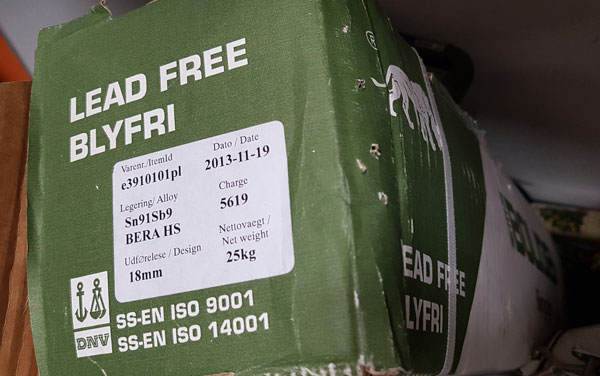 LEAD FREE
BLYFRI
Varenr./ItemId
e3910101pl
Dato / Date
2013-11-19
Legering/Alloy
Sn91Sb9
BERA HS
Charge
5619
Udførelese / Design
18mm
Nettovaegt /
Net weight
25kg
DNV
SS-EN ISO 9001
SS-EN ISO 14001
®
LEAD FREE
BLYFRI